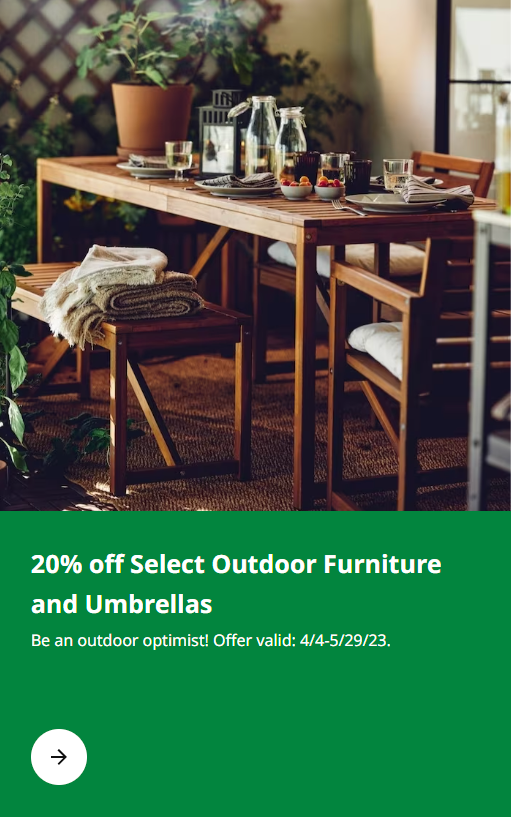 20% off Select Outdoor Furniture
and Umbrellas
Be an outdoor optimist! Offer valid: 4/4-5/29/23.